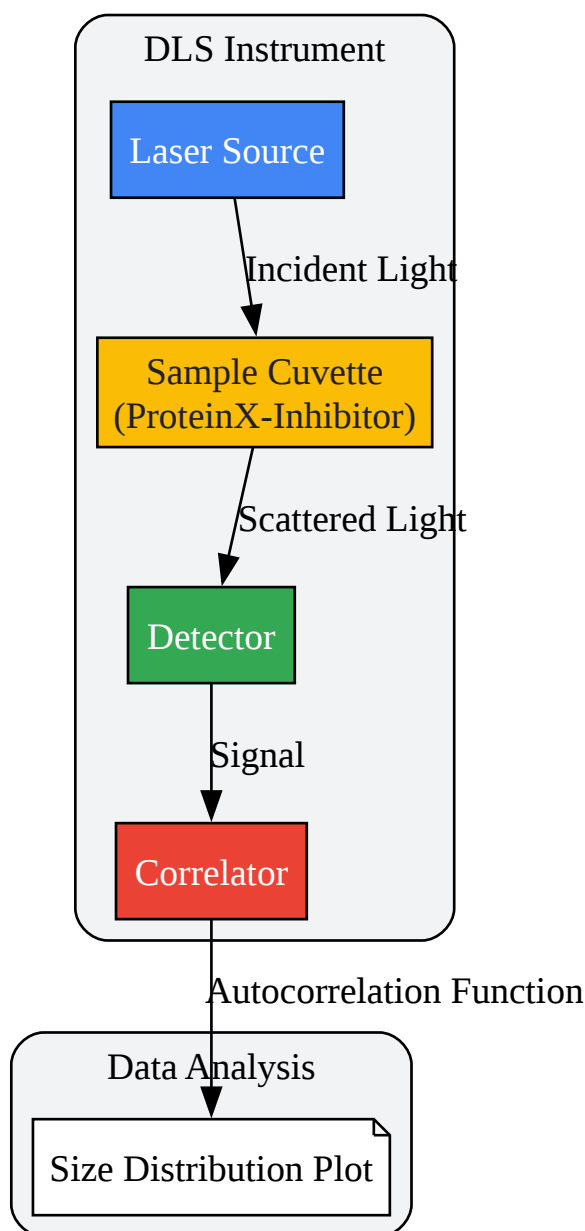 DLS Instrument
Laser Source
Incident Light
Sample Cuvette
(ProteinX-Inhibitor)
Scattered Light
Detector
Signal
Correlator
Autocorrelation Function
Data Analysis
Size Distribution Plot